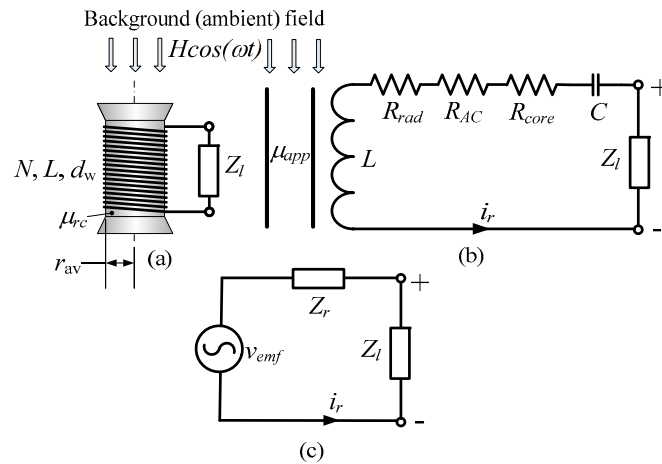 Background (ambient) field
Hcos(ωt)
N, L, d_w
Z_l
μ_rc
r_av
(a)
μ_app
L
R_rad
R_AC
R_core
C
+
Z_l
-
i_r
(b)
Z_r
+
v_emf
Z_l
i_r
-
(c)